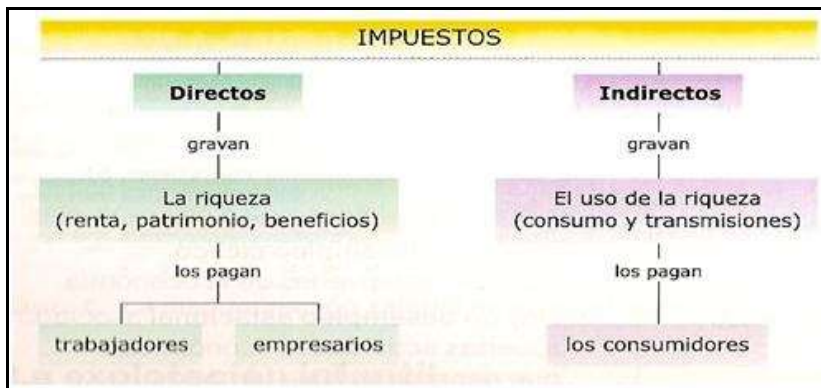 IMPUESTOS
Directos
Indirectos
gravan
gravan
La riqueza
(renta, patrimonio, beneficios)
El uso de la riqueza
(consumo y transmisiones)
los pagan
los pagan
trabajadores
empresarios
los consumidores